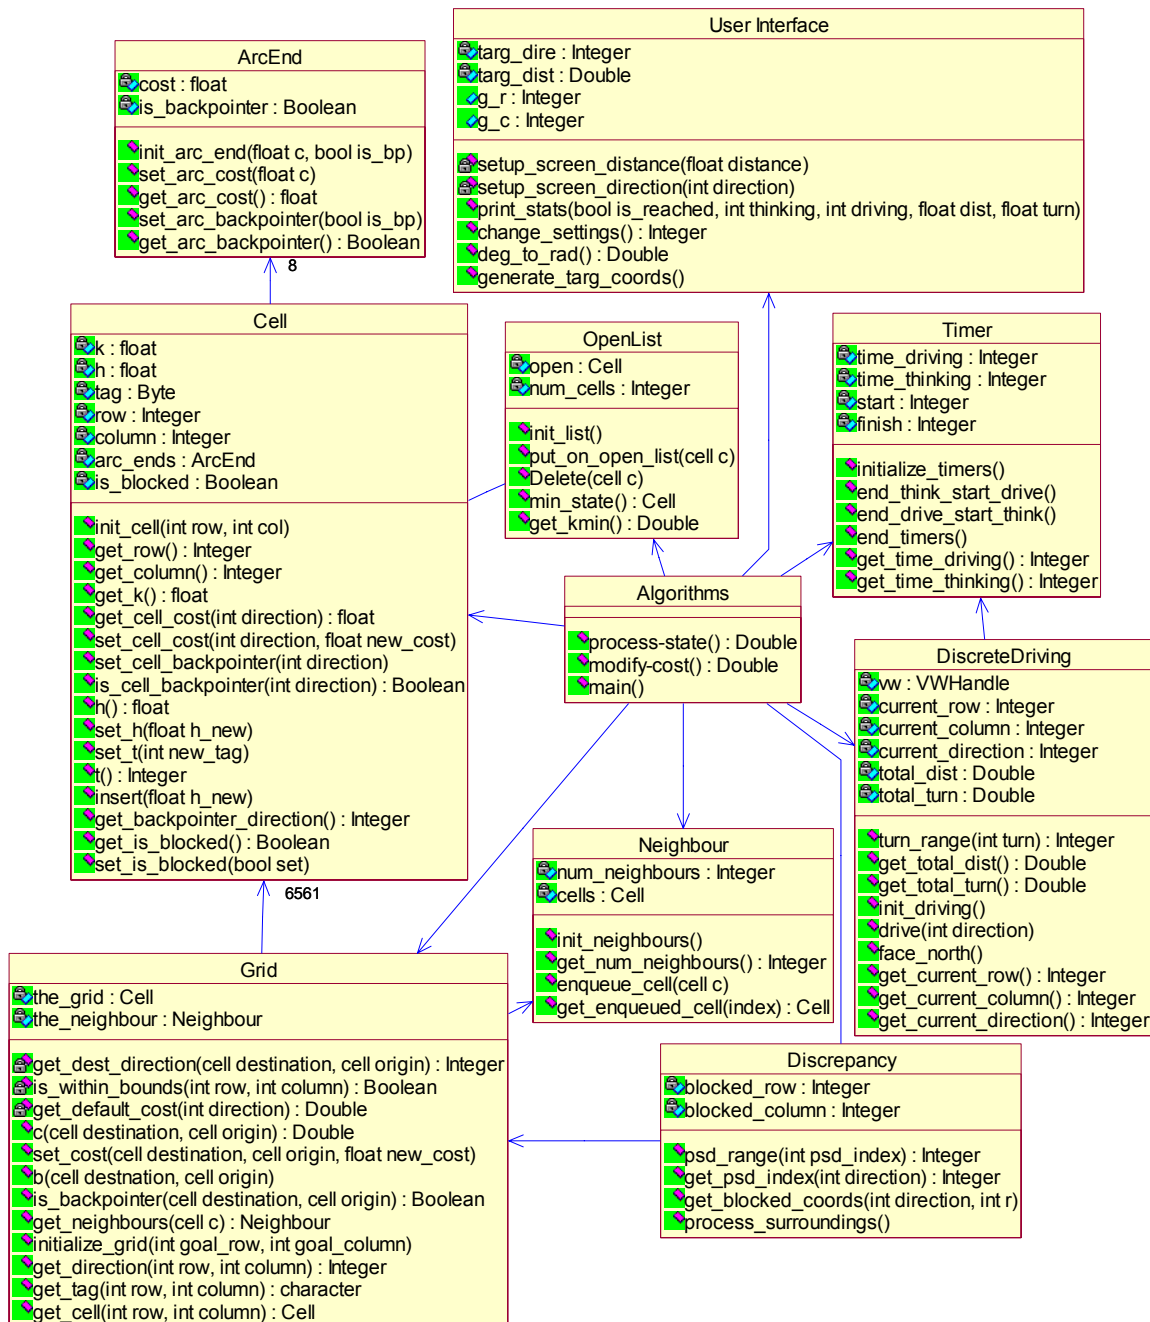 User Interface
targ_dire : Integer
targ_dist : Double
g_r : Integer
g_c : Integer
setup_screen_distance(float distance)
setup_screen_direction(int direction)
print_stats(bool is_reached, int thinking, int driving, float dist, float turn)
change_settings() : Integer
deg_to_rad() : Double
generate_targ_coords()
ArcEnd
cost : float
is_backpointer : Boolean
init_arc_end(float c, bool is_bp)
set_arc_cost(float c)
get_arc_cost() : float
set_arc_backpointer(bool is_bp)
get_arc_backpointer() : Boolean
8
Cell
k : float
h : float
tag : Byte
row : Integer
column : Integer
arc_ends : ArcEnd
is_blocked : Boolean
init_cell(int row, int col)
get_row() : Integer
get_column() : Integer
get_k() : float
get_cell_cost(int direction) : float
set_cell_cost(int direction, float new_cost)
set_cell_backpointer(int direction)
is_cell_backpointer(int direction) : Boolean
h() : float
set_h(float h_new)
set_t(int new_tag)
t() : Integer
insert(float h_new)
get_backpointer_direction() : Integer
get_is_blocked() : Boolean
set_is_blocked(bool set)
6561
OpenList
open : Cell
num_cells : Integer
init_list()
put_on_open_list(cell c)
Delete(cell c)
min_state() : Cell
get_kmin() : Double
Timer
time_driving : Integer
time_thinking : Integer
start : Integer
finish : Integer
initialize_timers()
end_think_start_drive()
end_drive_start_think()
end_timers()
get_time_driving() : Integer
get_time_thinking() : Integer
Algorithms
process-state() : Double
modify-cost() : Double
main()
DiscreteDriving
vw : VWHandle
current_row : Integer
current_column : Integer
current_direction : Integer
total_dist : Double
total_turn : Double
turn_range(int turn) : Integer
get_total_dist() : Double
get_total_turn() : Double
init_driving()
drive(int direction)
face_north()
get_current_row() : Integer
get_current_column() : Integer
get_current_direction() : Integer
Neighbour
num_neighbours : Integer
cells : Cell
init_neighbours()
get_num_neighbours() : Integer
enqueue_cell(cell c)
get_enqueued_cell(index) : Cell
Grid
the_grid : Cell
the_neighbour : Neighbour
get_dest_direction(cell destination, cell origin) : Integer
is_within_bounds(int row, int column) : Boolean
get_default_cost(int direction) : Double
c(cell destination, cell origin) : Double
set_cost(cell destination, cell origin, float new_cost)
b(cell destnation, cell origin)
is_backpointer(cell destination, cell origin) : Boolean
get_neighbours(cell c) : Neighbour
initialize_grid(int goal_row, int goal_column)
get_direction(int row, int column) : Integer
get_tag(int row, int column) : character
get_cell(int row, int column) : Cell
Discrepancy
blocked_row : Integer
blocked_column : Integer
psd_range(int psd_index) : Integer
get_psd_index(int direction) : Integer
get_blocked_coords(int direction, int r)
process_surroundings()